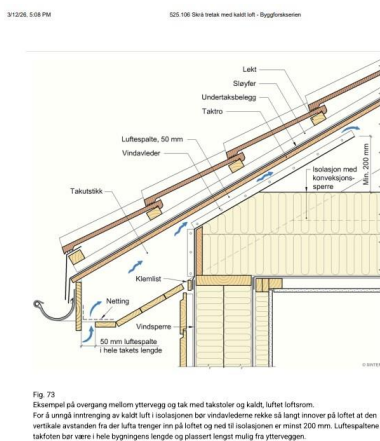 3/12/26, 5:08 PM
525.106 Skrå tretak med kaldt loft - Byggforskserien
Lekt
Sløyfer
Undertaksbelegg
Taktro
Luftespalte, 50 mm
Vindavleder
Takutstikk
Isolasjon med
konveksjons-
sperre
Min. 200 mm
Klemlist
Netting
Vindsperre
50 mm luftespalte
i hele takets lengde
Fig. 73
Eksempel på overgang mellom yttervegg og tak med takstoler og kaldt, luftet loftsrom.
For å unngå inntrenging av kaldt luft i isolasjonen bør vindavlederne rekke så langt innover på loftet at den
vertikale avstanden fra der lufta trenger inn på loftet og ned til isolasjonen er minst 200 mm. Luftespaltene
takfoten bør være i hele bygningens lengde og plassert lengst mulig fra ytterveggen.